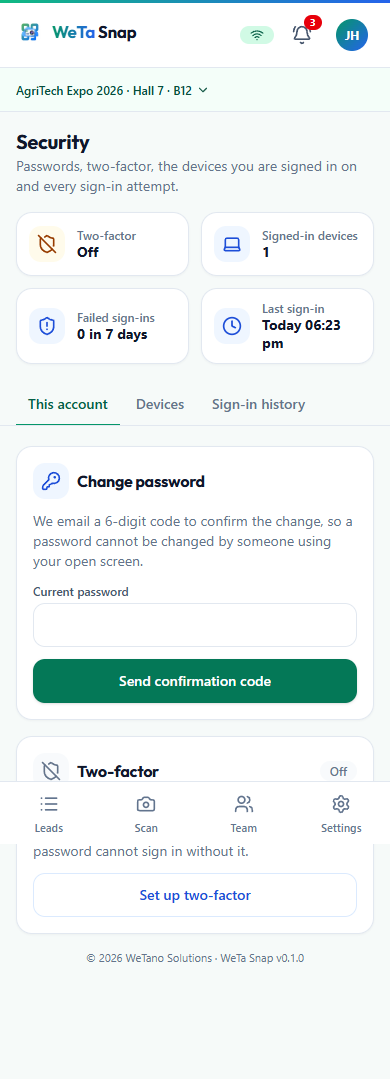 WeTa Snap
3
JH
AgriTech Expo 2026 · Hall 7 · B12
Security
Passwords, two-factor, the devices you are signed in on
and every sign-in attempt.
Two-factor
Off
Signed-in devices
1
Failed sign-ins
0 in 7 days
Last sign-in
Today 06:23
pm
This account
Devices
Sign-in history
Change password
We email a 6-digit code to confirm the change, so a
password cannot be changed by someone using
your open screen.
Current password
Send confirmation code
Two-factor
Off
Leads
Scan
Team
Settings
password cannot sign in without it.
Set up two-factor
© 2026 WeTano Solutions · WeTa Snap v0.1.0